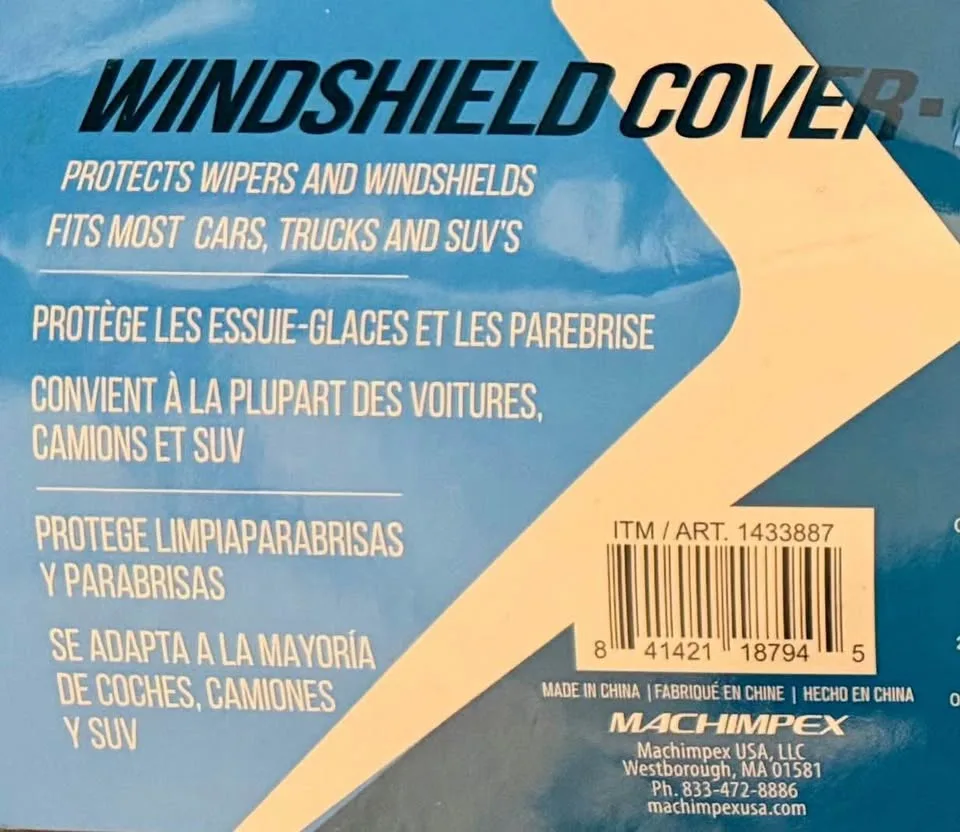 WINDSHIELD COVER-
PROTECTS WIPERS AND WINDSHIELDS
FITS MOST CARS, TRUCKS AND SUV'S
PROTÈGE LES ESSUIE-GLACES ET LES PAREBRISE
CONVIENT À LA PLUPART DES VOITURES,
CAMIONS ET SUV
PROTEGE LIMPIAPARABRISAS
Y PARABRISAS
SE ADAPTA A LA MAYORÍA
DE COCHES, CAMIONES
Y SUV
ITM / ART. 1433887
8 41421 18794 5
MADE IN CHINA | FABRIQUÉ EN CHINE | HECHO EN CHINA
MACHIMPEX
Machimpex USA, LLC
Westborough, MA 01581
Ph. 833-472-8886
machimpexusa.com